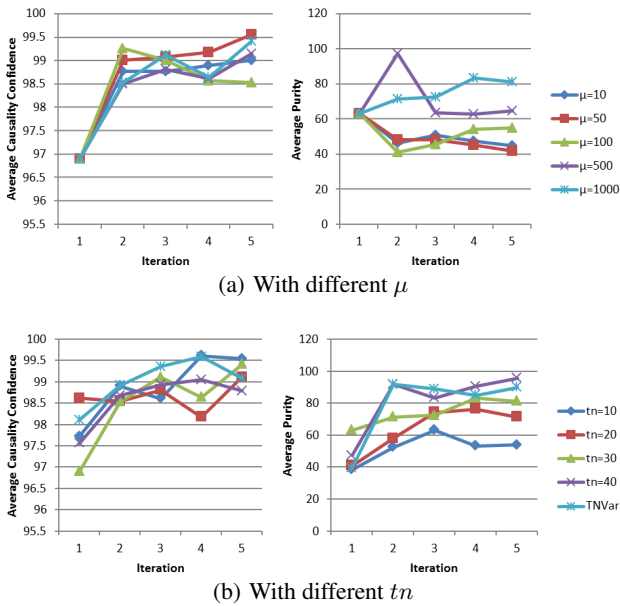 Average Causality Confidence
100
99.5
99
98.5
98
97.5
97
96.5
96
95.5
1 2 3 4 5
Iteration
Average Purity
120
100
80
60
40
20
0
1 2 3 4 5
Iteration
μ=10
μ=50
μ=100
μ=500
μ=1000
(a) With different μ
Average Causality Confidence
100
99.5
99
98.5
98
97.5
97
96.5
96
95.5
1 2 3 4 5
Iteration
Average Purity
120
100
80
60
40
20
0
1 2 3 4 5
Iteration
tn=10
tn=20
tn=30
tn=40
TNVar
(b) With different tn